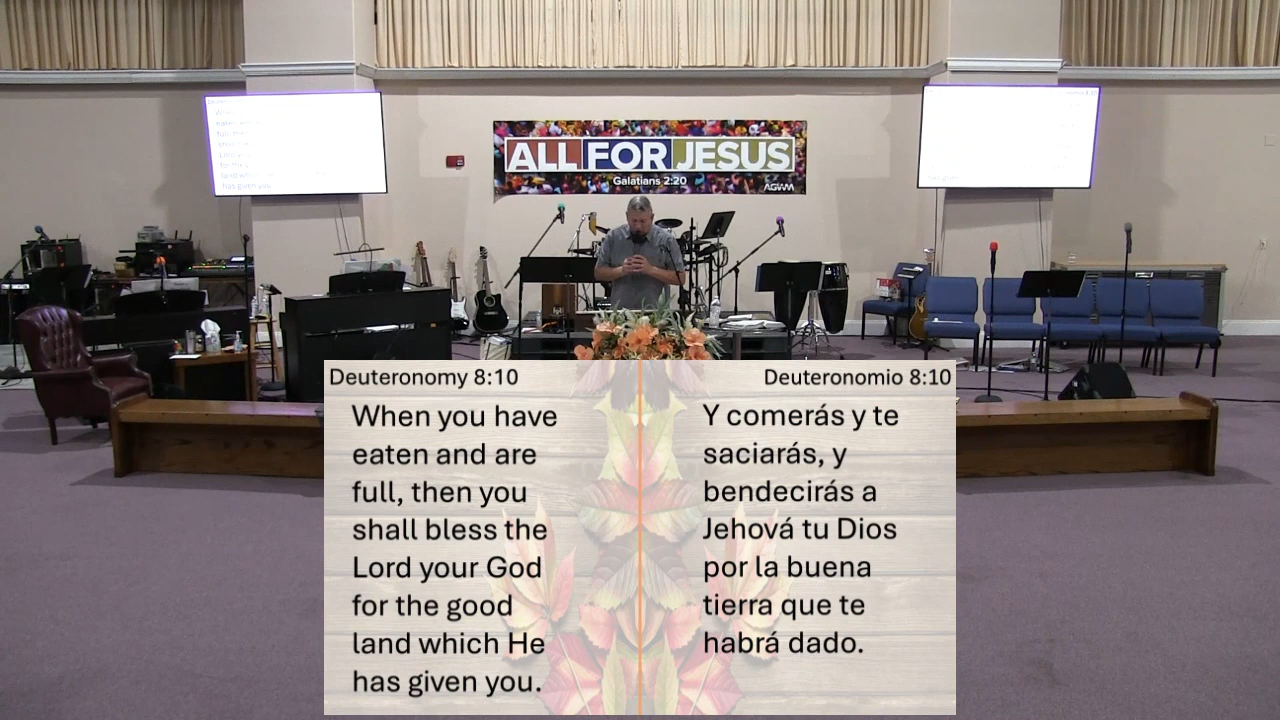 ALL FOR JESUS
Galatians 2:20
AGWM
Deuteronomy 8:10
When you have
eaten and are
full, then you
shall bless the
Lord your God
for the good
land which He
has given you.
Deuteronomio 8:10
Y comerás y te
saciarás, y
bendecirás a
Jehová tu Dios
por la buena
tierra que te
habrá dado.